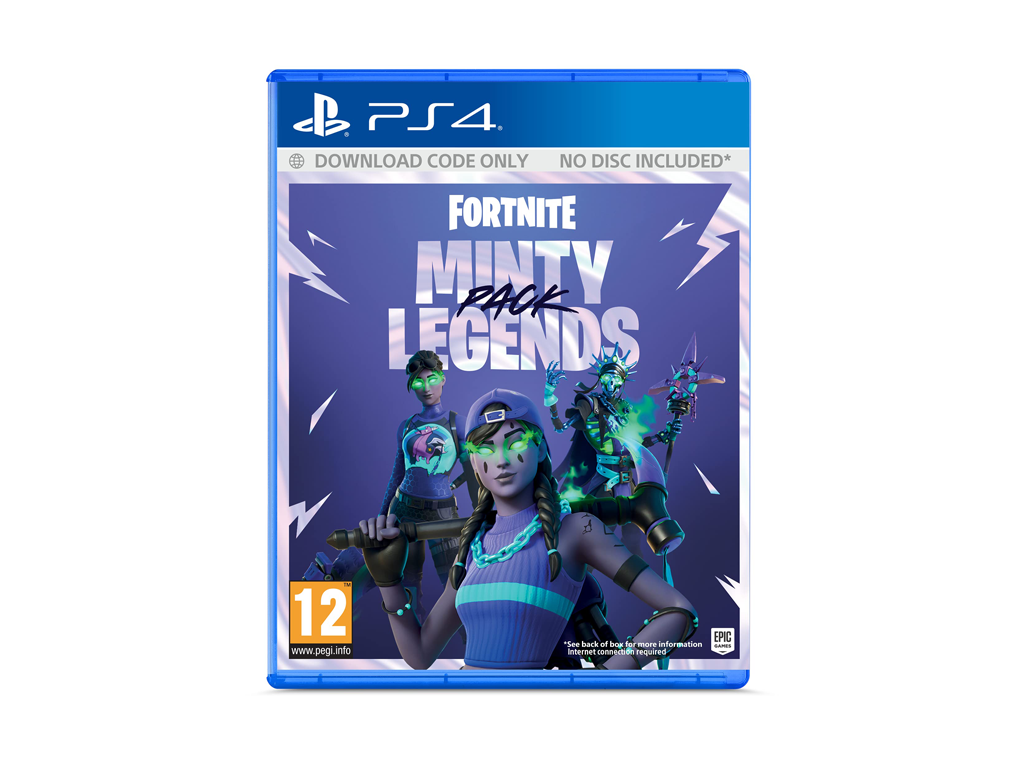 PS4®
DOWNLOAD CODE ONLY NO DISC INCLUDED*
FORTNITE
MINTY
PACK
LEGENDS
12™
www.pegi.info
*See back of box for more information
Internet connection required
EPIC
GAMES